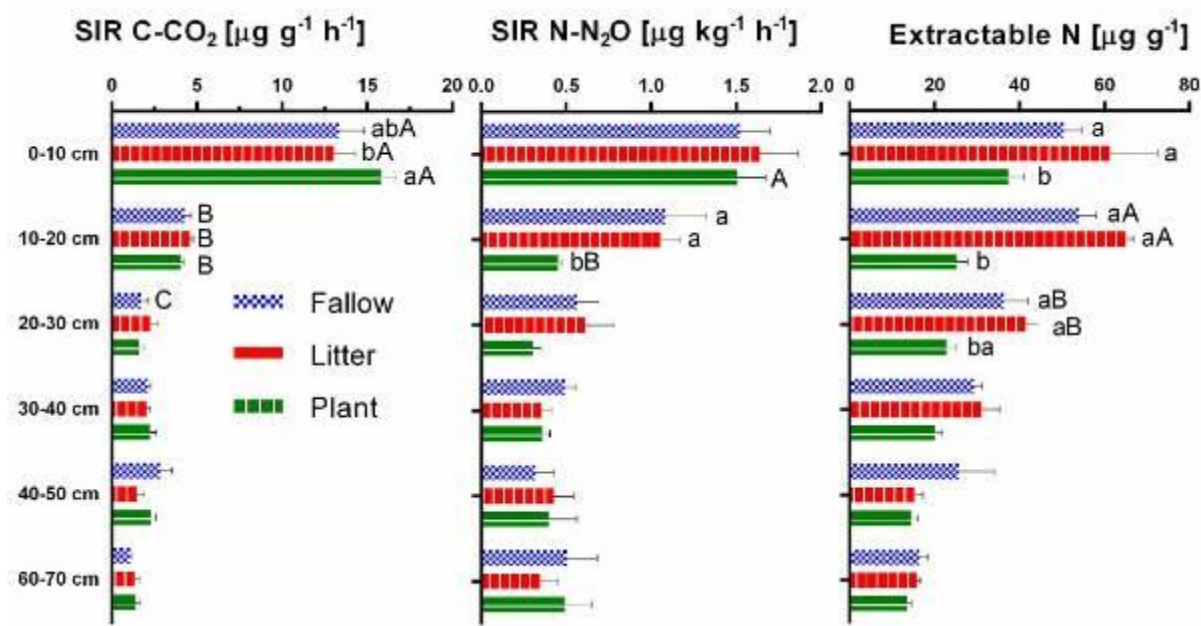 SIR C-CO₂ [µg g⁻¹ h⁻¹] SIR N-N₂O [µg kg⁻¹ h⁻¹] Extractable N [µg g⁻¹]
0 5 10 15 20 0.0 0.5 1.0 1.5 2.0 0 20 40 60 80
abA a
0-10 cm bA a
aA A b
B a aA
10-20 cm B a aA
B bB b
C Fallow aB
20-30 cm aB
Litter ba
30-40 cm Plant
40-50 cm
60-70 cm